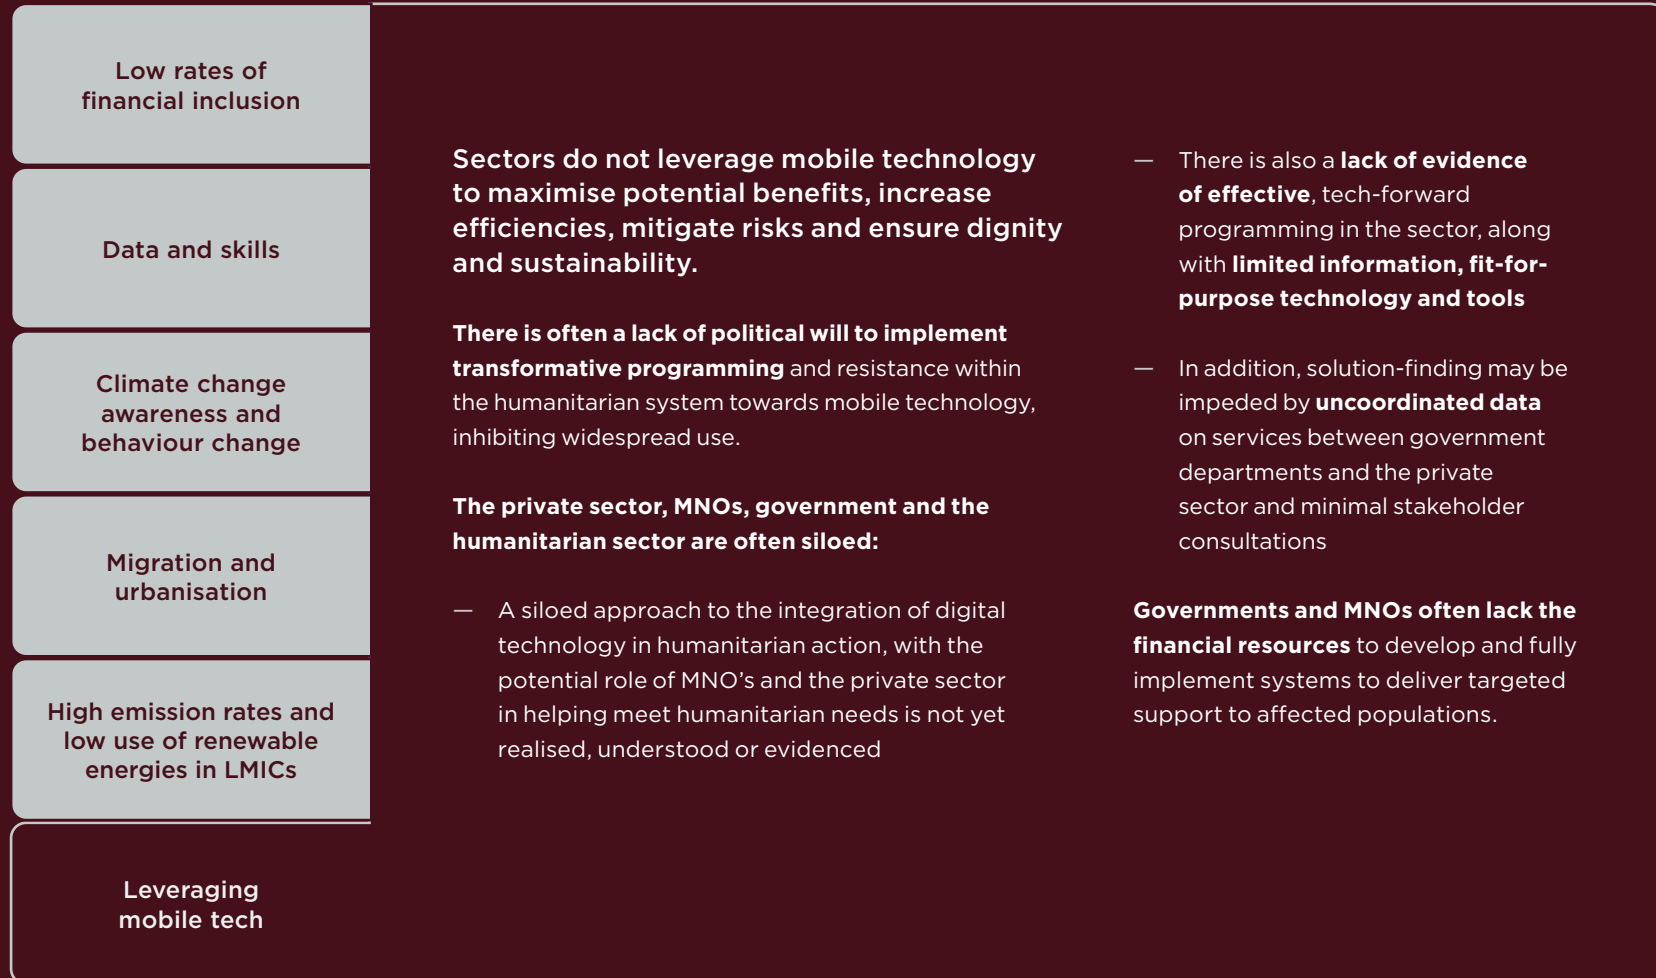 Low rates of
financial inclusion
Data and skills
Climate change
awareness and
behaviour change
Migration and
urbanisation
High emission rates and
low use of renewable
energies in LMICs
Leveraging
mobile tech
Sectors do not leverage mobile technology
to maximise potential benefits, increase
efficiencies, mitigate risks and ensure dignity
and sustainability.
There is often a lack of political will to implement
transformative programming and resistance within
the humanitarian system towards mobile technology,
inhibiting widespread use.
The private sector, MNOs, government and the
humanitarian sector are often siloed:
— A siloed approach to the integration of digital
technology in humanitarian action, with the
potential role of MNO’s and the private sector
in helping meet humanitarian needs is not yet
realised, understood or evidenced
— There is also a lack of evidence
of effective, tech-forward
programming in the sector, along
with limited information, fit-for-
purpose technology and tools
— In addition, solution-finding may be
impeded by uncoordinated data
on services between government
departments and the private
sector and minimal stakeholder
consultations
Governments and MNOs often lack the
financial resources to develop and fully
implement systems to deliver targeted
support to affected populations.